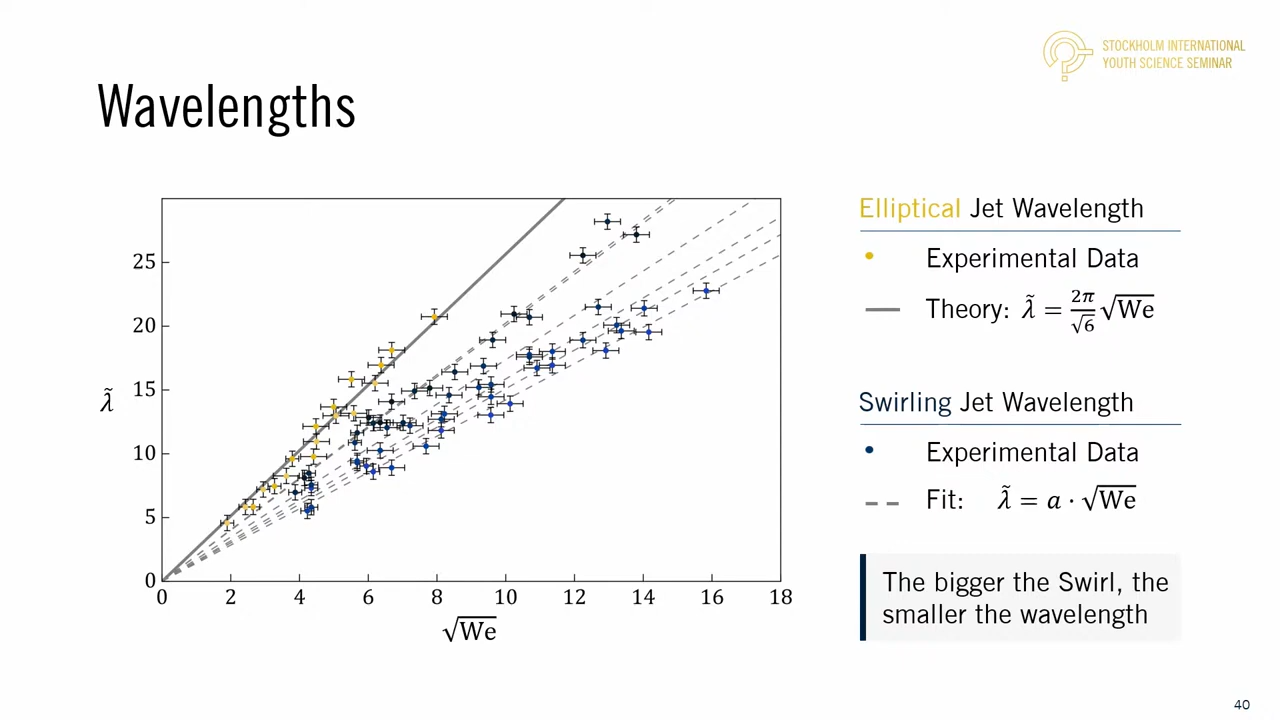 STOCKHOLM INTERNATIONAL
YOUTH SCIENCE SEMINAR
Wavelengths
25
20
15
10
5
0
λ̃
0 2 4 6 8 10 12 14 16 18
√We
Elliptical Jet Wavelength
Experimental Data
Theory: λ̃ = 2π/√6 √We
Swirling Jet Wavelength
Experimental Data
Fit: λ̃ = a · √We
The bigger the Swirl, the
smaller the wavelength
40